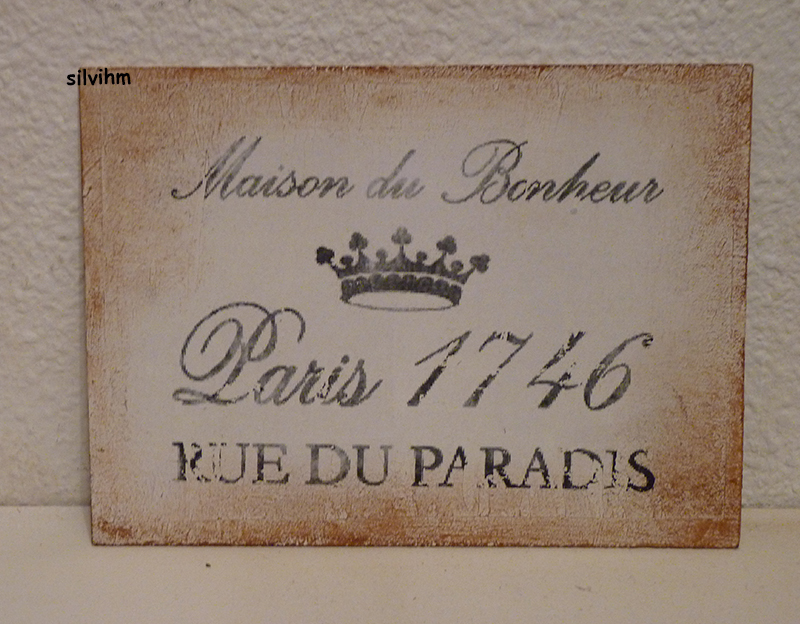 silvihm
Maison du Bonheur
Paris 1746
RUE DU PARADIS